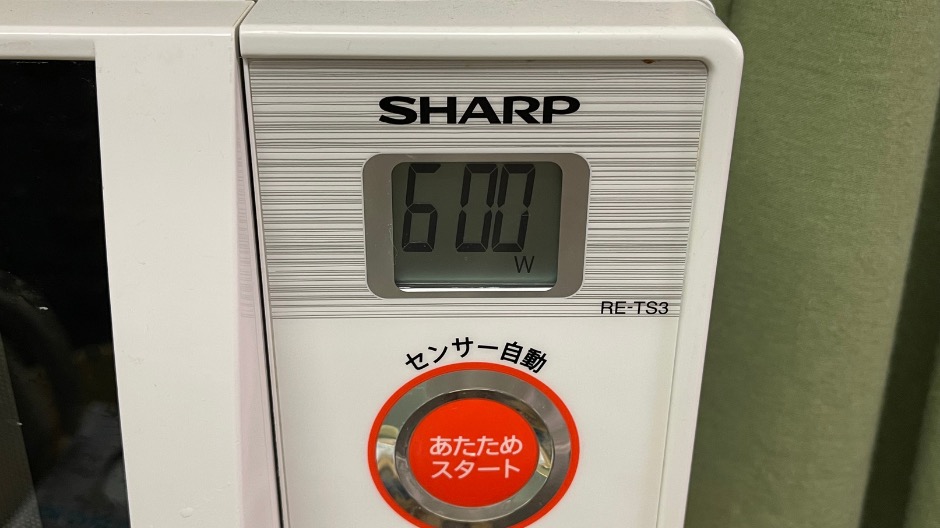 SHARP
600
W
RE-TS3
センサー自動
あたため
スタート